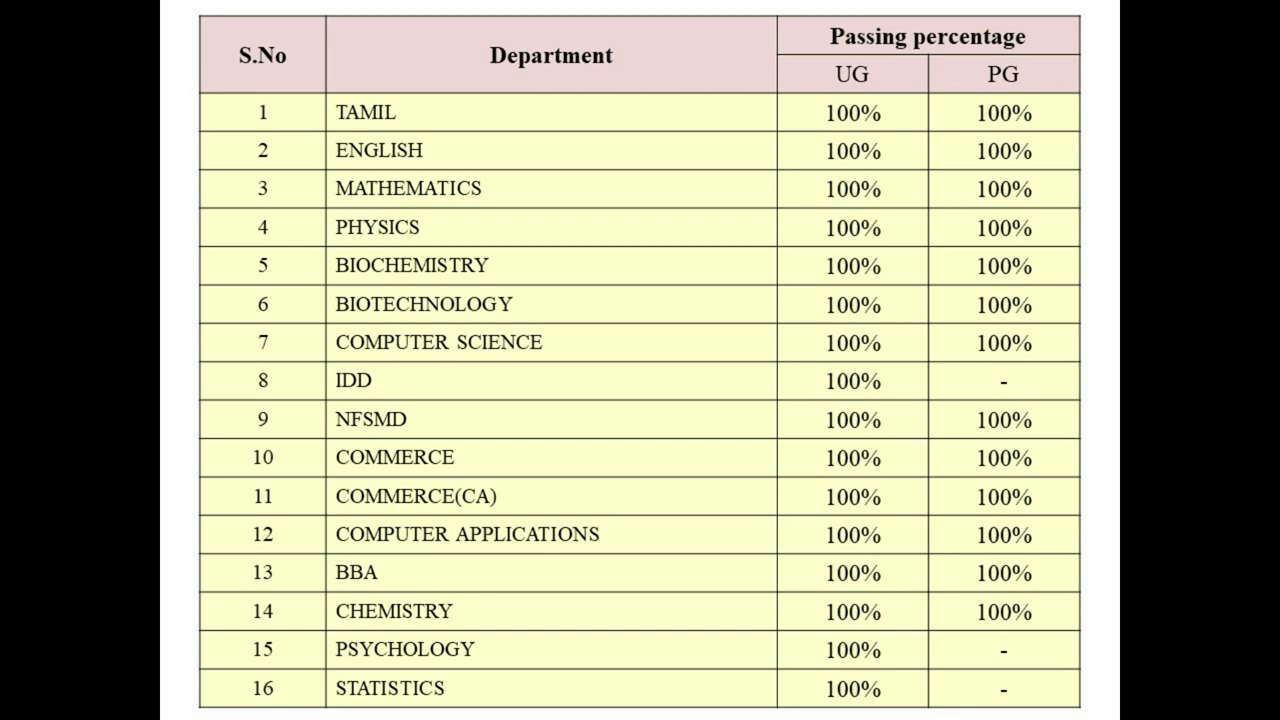 S.No Department Passing percentage
UG PG
1 TAMIL 100% 100%
2 ENGLISH 100% 100%
3 MATHEMATICS 100% 100%
4 PHYSICS 100% 100%
5 BIOCHEMISTRY 100% 100%
6 BIOTECHNOLOGY 100% 100%
7 COMPUTER SCIENCE 100% 100%
8 IDD 100% -
9 NFSMD 100% 100%
10 COMMERCE 100% 100%
11 COMMERCE(CA) 100% 100%
12 COMPUTER APPLICATIONS 100% 100%
13 BBA 100% 100%
14 CHEMISTRY 100% 100%
15 PSYCHOLOGY 100% -
16 STATISTICS 100% -